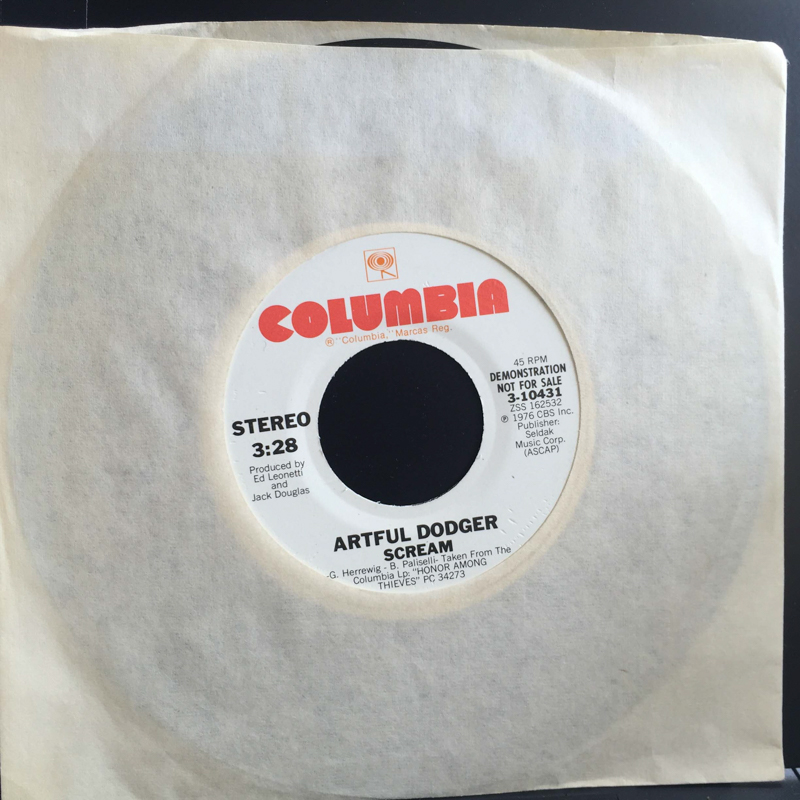 COLUMBIA
® "Columbia," Marcas Reg.
45 RPM
DEMONSTRATION
NOT FOR SALE
3-10431
ZSS 162532
℗ 1976 CBS Inc.
Publisher:
Seldak
Music Corp.
(ASCAP)
STEREO
3:28
Produced by
Ed Leonetti
and
Jack Douglas
ARTFUL DODGER
SCREAM
-G. Herrewig - B. Paliselli- Taken From The
Columbia Lp: "HONOR AMONG
THIEVES" PC 34273